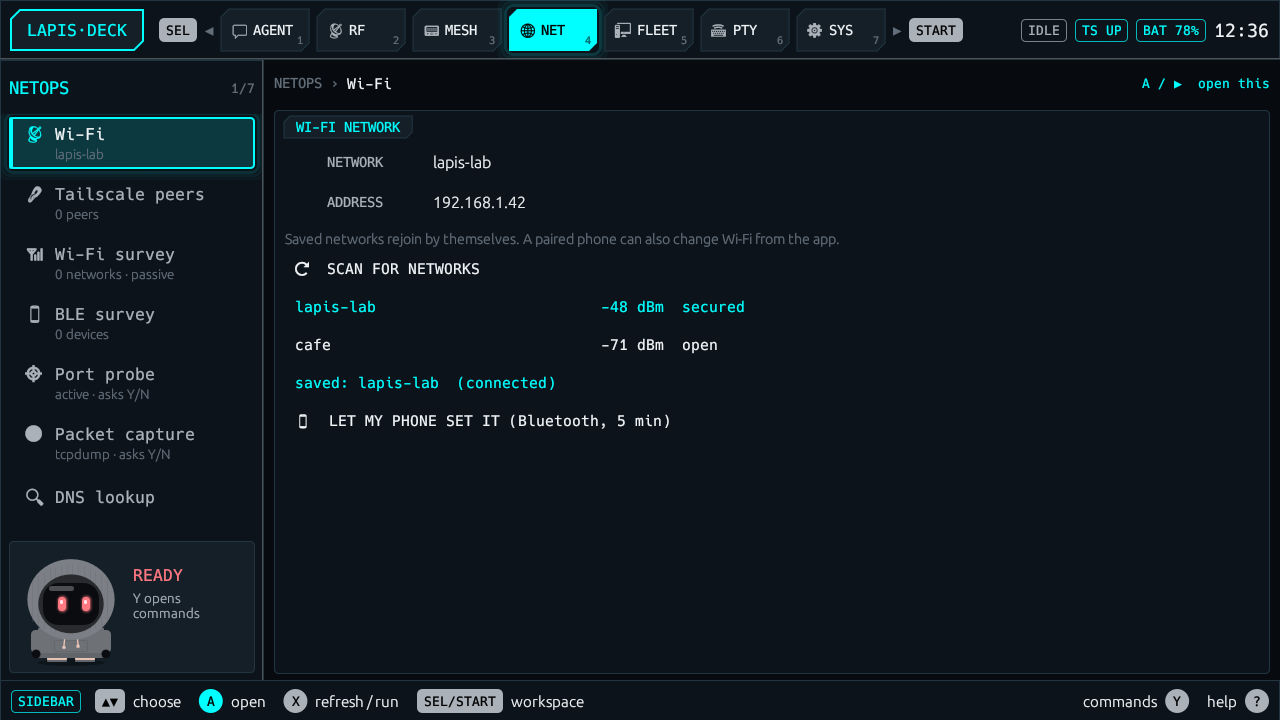 LAPIS·DECK
SEL ◀ AGENT 1 RF 2 MESH 3 NET 4 FLEET 5 PTY 6 SYS 7 ▶ START
IDLE TS UP BAT 78% 12:36
NETOPS 1/7
Wi-Fi
lapis-lab
Tailscale peers
0 peers
Wi-Fi survey
0 networks · passive
BLE survey
0 devices
Port probe
active · asks Y/N
Packet capture
tcpdump · asks Y/N
DNS lookup
READY
Y opens
commands
NETOPS › Wi-Fi
A / ▶ open this
WI-FI NETWORK
NETWORK lapis-lab
ADDRESS 192.168.1.42
Saved networks rejoin by themselves. A paired phone can also change Wi-Fi from the app.
SCAN FOR NETWORKS
lapis-lab -48 dBm secured
cafe -71 dBm open
saved: lapis-lab (connected)
LET MY PHONE SET IT (Bluetooth, 5 min)
SIDEBAR ▲▼ choose A open X refresh/run SEL/START workspace
commands Y help ?